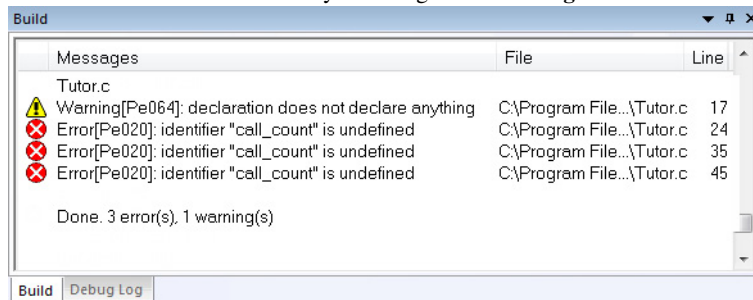 Build
Messages File Line
Tutor.c
Warning[Pe064]: declaration does not declare anything C:\Program File...\Tutor.c 17
Error[Pe020]: identifier "call_count" is undefined C:\Program File...\Tutor.c 24
Error[Pe020]: identifier "call_count" is undefined C:\Program File...\Tutor.c 35
Error[Pe020]: identifier "call_count" is undefined C:\Program File...\Tutor.c 45
Done. 3 error(s), 1 warning(s)
Build Debug Log